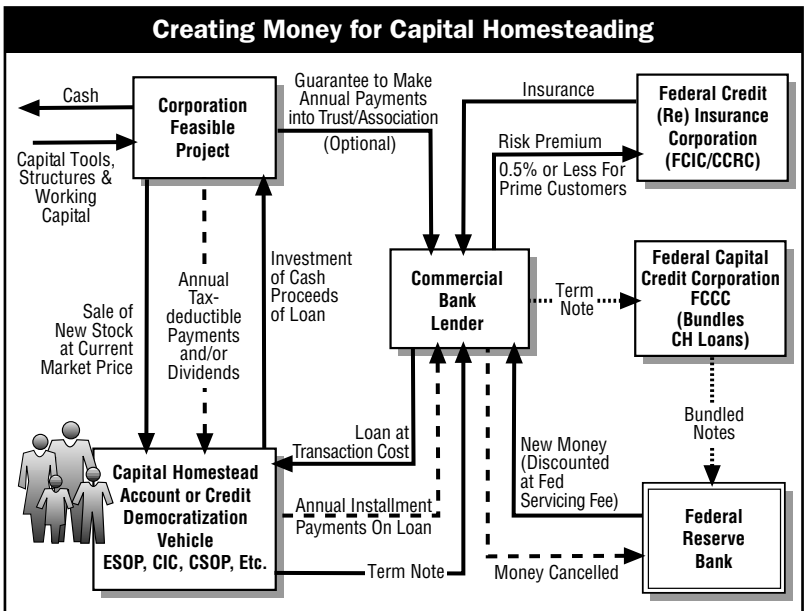 Creating Money for Capital Homesteading
Cash
Capital Tools,
Structures &
Working
Capital
Corporation
Feasible
Project
Guarantee to Make
Annual Payments
into Trust/Association
(Optional)
Insurance
Risk Premium
0.5% or Less For
Prime Customers
Federal Credit
(Re) Insurance
Corporation
(FCIC/CCRC)
Sale of
New Stock
at Current
Market Price
Annual
Tax-
deductible
Payments
and/or
Dividends
Investment
of Cash
Proceeds
of Loan
Commercial
Bank
Lender
Term
Note
Federal Capital
Credit Corporation
FCCC
(Bundles
CH Loans)
Bundled
Notes
Loan at
Transaction Cost
New Money
(Discounted
at Fed
Servicing Fee)
Capital Homestead
Account or Credit
Democratization
Vehicle
ESOP, CIC, CSOP, Etc.
Annual Installment
Payments On Loan
Term Note
Money Cancelled
Federal
Reserve
Bank